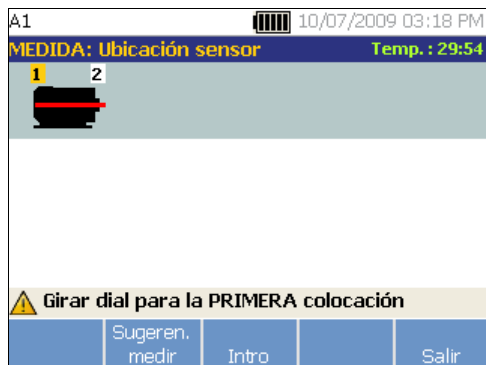 A1 10/07/2009 03:18 PM
MEDIDA: Ubicación sensor Temp. : 29:54
1 2
Girar dial para la PRIMERA colocación
Sugeren.
medir Intro Salir